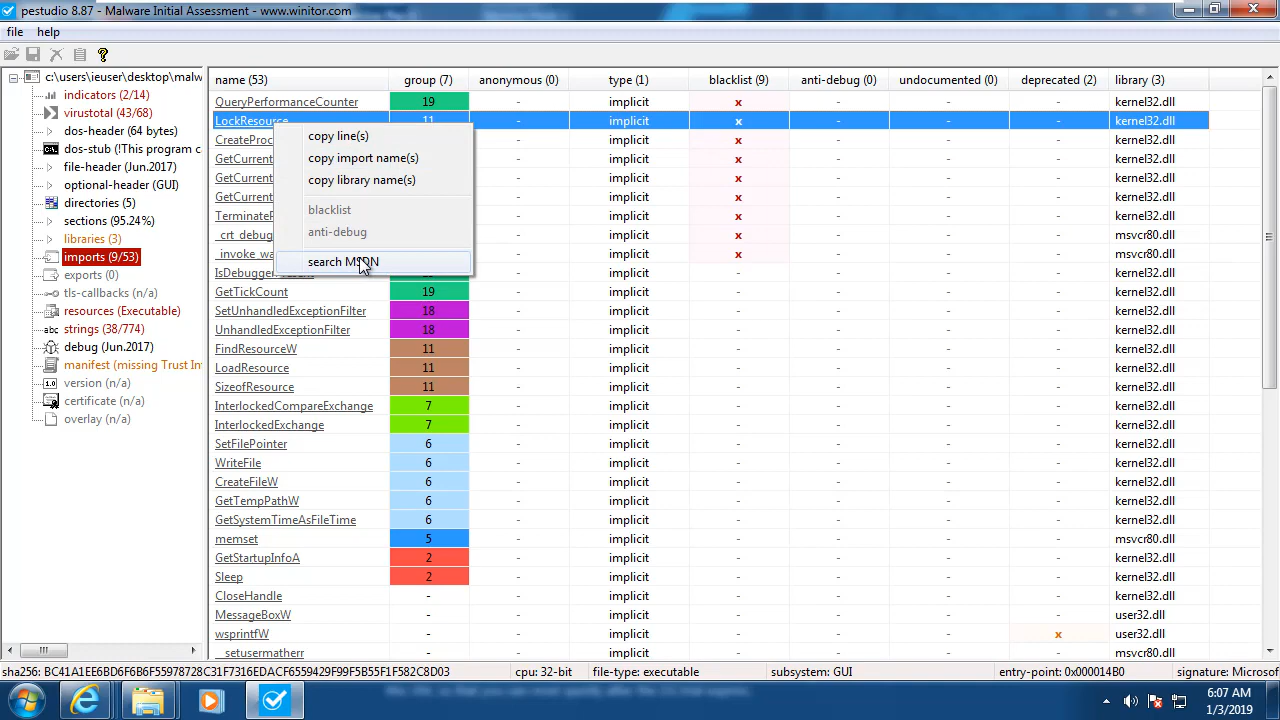 pestudio 8.87 - Malware Initial Assessment - www.winitor.com
file help
c:\users\ieuser\desktop\malw
indicators (2/14)
virustotal (43/68)
dos-header (64 bytes)
dos-stub (!This program c
file-header (Jun.2017)
optional-header (GUI)
directories (5)
sections (95.24%)
libraries (3)
imports (9/53)
exports (0)
tls-callbacks (n/a)
resources (Executable)
abc strings (38/774)
debug (Jun.2017)
manifest (missing Trust In
1.0 version (n/a)
certificate (n/a)
overlay (n/a)
name (53) group (7) anonymous (0) type (1) blacklist (9) anti-debug (0) undocumented (0) deprecated (2) library (3)
QueryPerformanceCounter 19 - implicit x - - - kernel32.dll
LockResource 11 - implicit x - - - kernel32.dll
CreateProc - implicit x - - - kernel32.dll
GetCurrent - implicit x - - - kernel32.dll
GetCurrent - implicit x - - - kernel32.dll
GetCurrent - implicit x - - - kernel32.dll
TerminateP - implicit x - - - kernel32.dll
_crt_debug - implicit x - - - msvcr80.dll
_invoke_wa - implicit x - - - msvcr80.dll
- implicit - - - - kernel32.dll
GetTickCount 19 - implicit - - - - kernel32.dll
SetUnhandledExceptionFilter 18 - implicit - - - - kernel32.dll
UnhandledExceptionFilter 18 - implicit - - - - kernel32.dll
FindResourceW 11 - implicit - - - - kernel32.dll
LoadResource 11 - implicit - - - - kernel32.dll
SizeofResource 11 - implicit - - - - kernel32.dll
InterlockedCompareExchange 7 - implicit - - - - kernel32.dll
InterlockedExchange 7 - implicit - - - - kernel32.dll
SetFilePointer 6 - implicit - - - - kernel32.dll
WriteFile 6 - implicit - - - - kernel32.dll
CreateFileW 6 - implicit - - - - kernel32.dll
GetTempPathW 6 - implicit - - - - kernel32.dll
GetSystemTimeAsFileTime 6 - implicit - - - - kernel32.dll
memset 5 - implicit - - - - msvcr80.dll
GetStartupInfoA 2 - implicit - - - - kernel32.dll
Sleep 2 - implicit - - - - kernel32.dll
CloseHandle - - implicit - - - - kernel32.dll
MessageBoxW - - implicit - - - - user32.dll
wsprintfW - - implicit - - - x user32.dll
__setusermatherr - - implicit - - - - msvcr80.dll
copy line(s)
copy import name(s)
copy library name(s)
blacklist
anti-debug
search MSDN
sha256: BC41A1EE6BD6F6B6F55978728C31F7316EDACF6559429F99F5B55F1F582C8D03 cpu: 32-bit file-type: executable subsystem: GUI entry-point: 0x000014B0 signature: Microsof
6:07 AM
1/3/2019